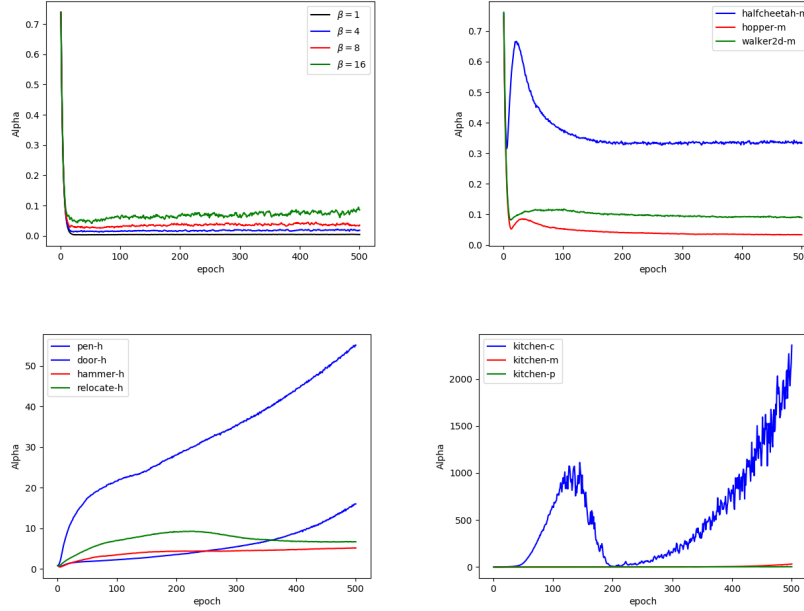 0.7
0.6
0.5
0.4
0.3
0.2
0.1
0.0
Alpha
0 100 200 300 400 500
epoch
β = 1
β = 4
β = 8
β = 16
0.7
0.6
0.5
0.4
0.3
0.2
0.1
0.0
Alpha
0 100 200 300 400 500
epoch
halfcheetah-m
hopper-m
walker2d-m
50
40
30
20
10
0
Alpha
0 100 200 300 400 500
epoch
pen-h
door-h
hammer-h
relocate-h
2000
1500
1000
500
0
Alpha
0 100 200 300 400 500
epoch
kitchen-c
kitchen-m
kitchen-p